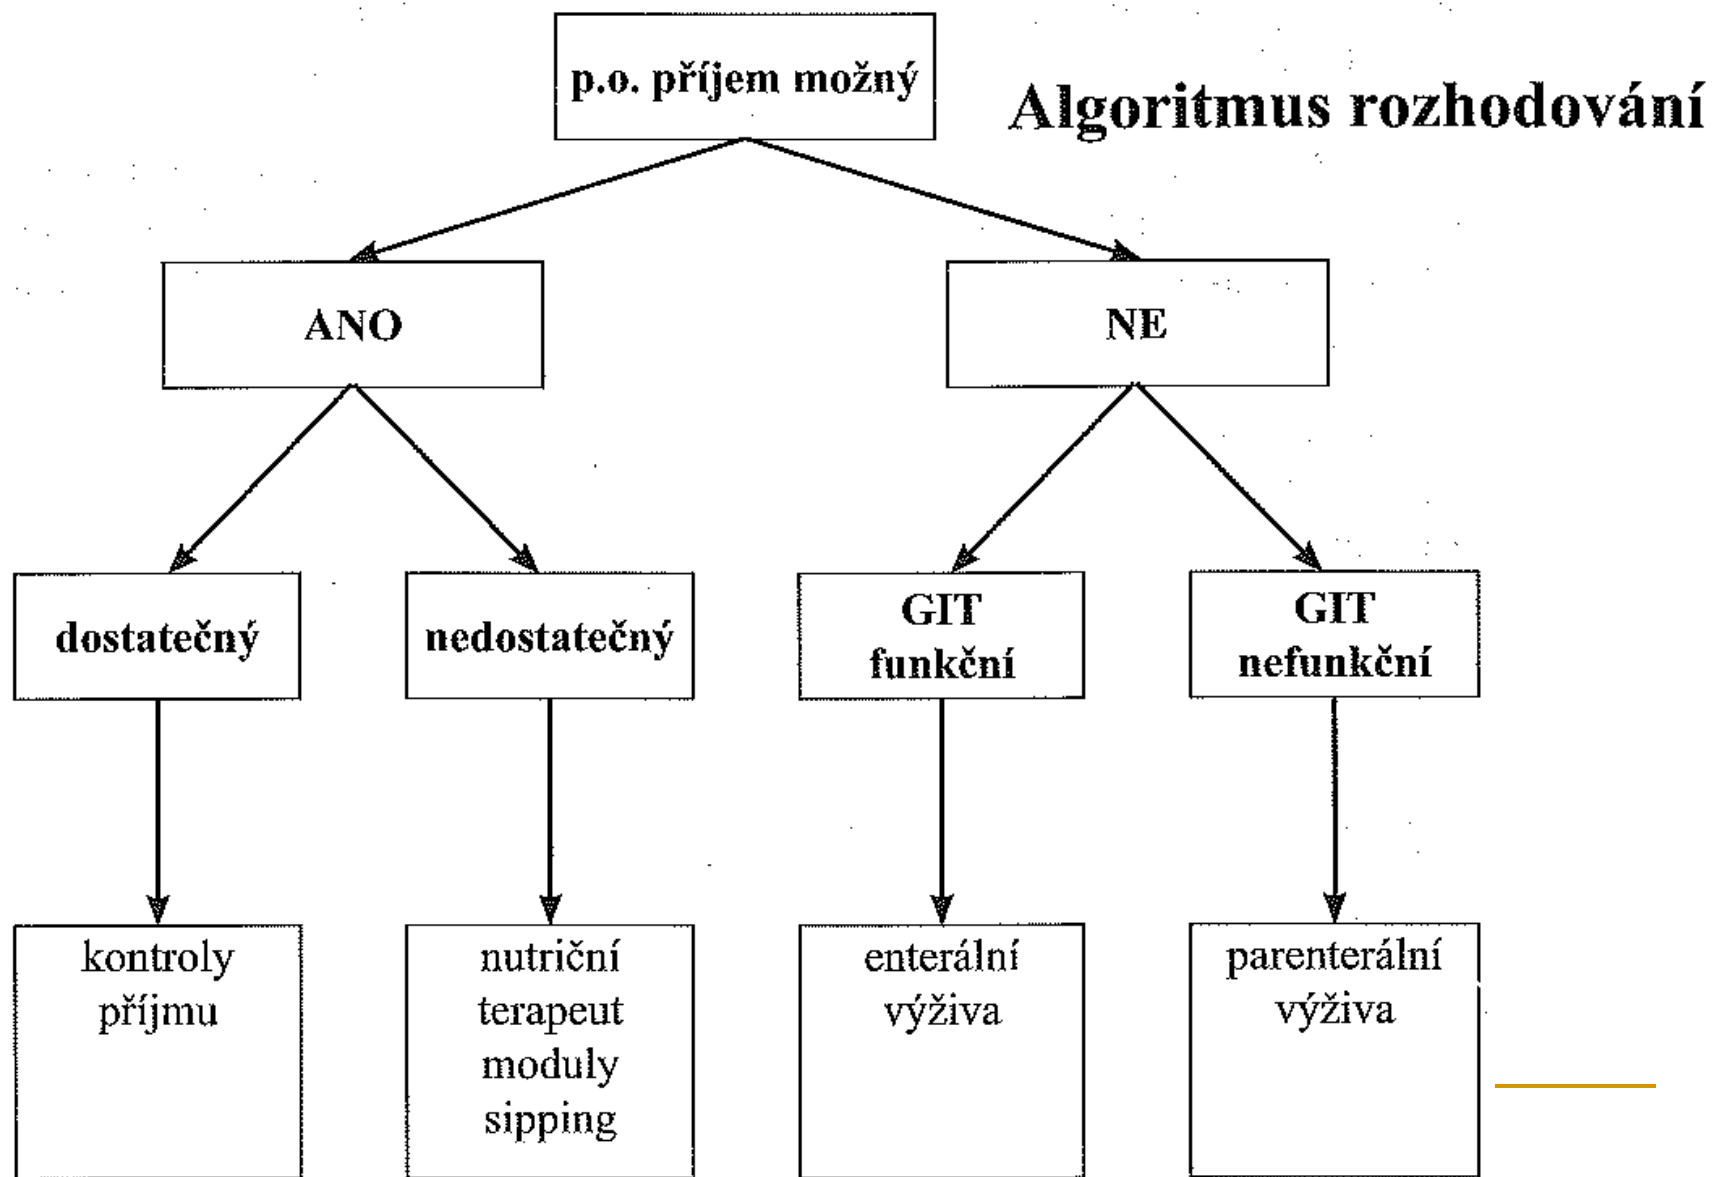 p.o. příjem možný
Algoritmus rozhodování
ANO
NE
dostatečný
nedostatečný
GIT
funkční
GIT
nefunkční
kontroly
příjmu
nutriční
terapeut
moduly
sipping
enterální
výživa
parenterální
výživa